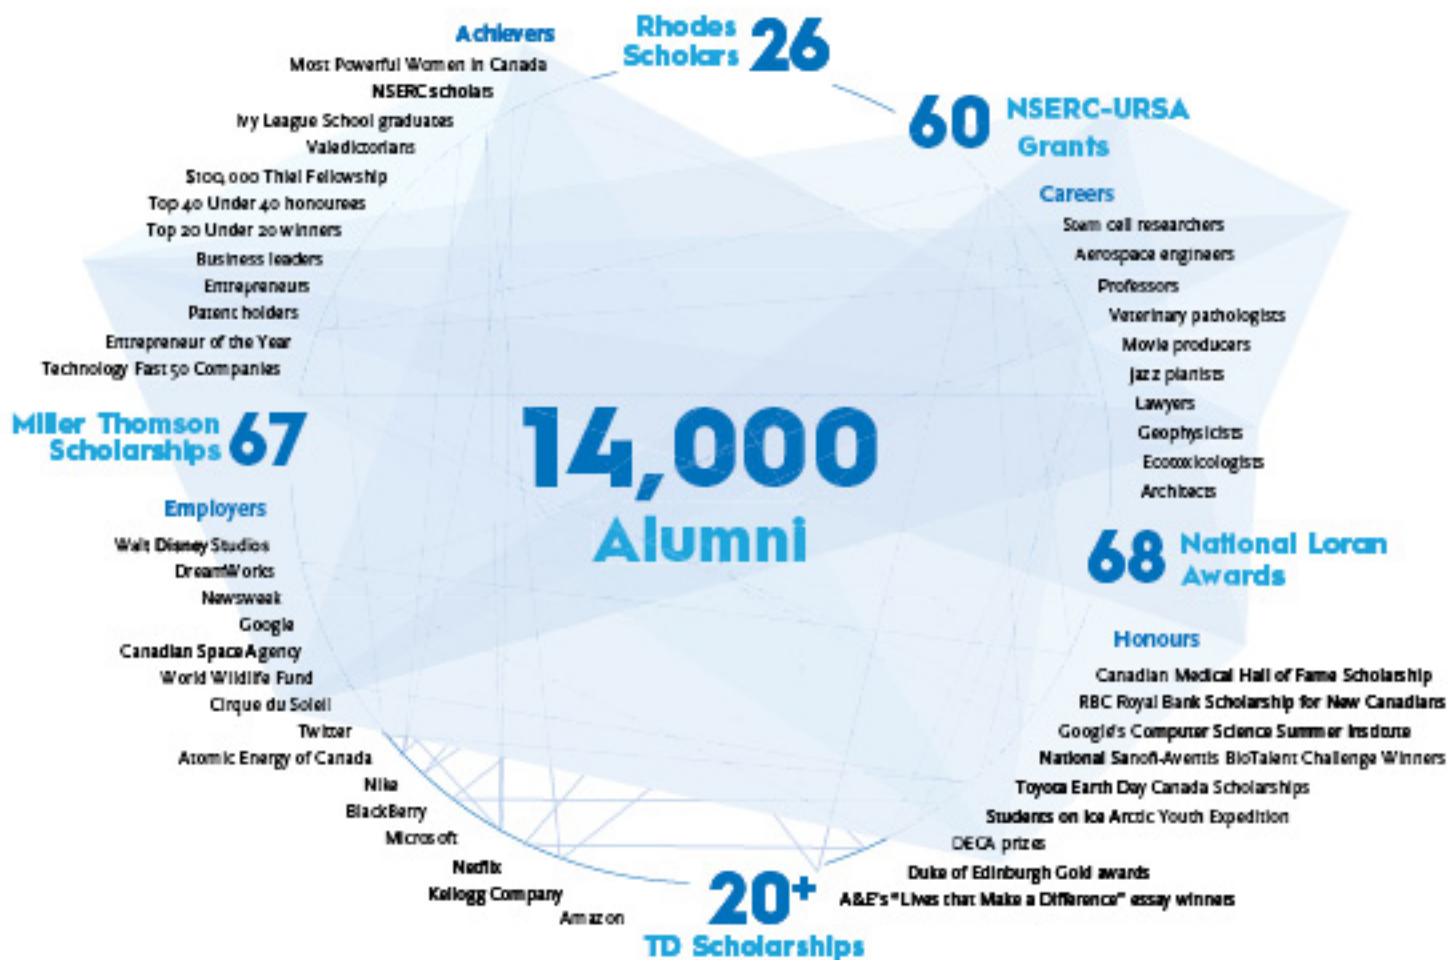 Achievers
Most Powerful Women in Canada
NSERC scholars
Ivy League School graduates
Valedictorians
$100,000 Thiel Fellowship
Top 40 Under 40 honourees
Top 20 Under 20 winners
Business leaders
Entrepreneurs
Patent holders
Entrepreneur of the Year
Technology Fast 50 Companies
Rhodes
Scholars 26
60 NSERC-URSA
Grants
Careers
Stem cell researchers
Aerospace engineers
Professors
Veterinary pathologists
Movie producers
Jazz pianists
Lawyers
Geophysicists
Ecotoxicologists
Architects
Miller Thomson
Scholarships 67
14,000
Alumni
Employers
Walt Disney Studios
DreamWorks
Newsweek
Google
Canadian Space Agency
World Wildlife Fund
Cirque du Soleil
Twitter
Atomic Energy of Canada
Nike
BlackBerry
Microsoft
Netflix
Kellogg Company
Amazon
68 National Loran
Awards
Honours
Canadian Medical Hall of Fame Scholarship
RBC Royal Bank Scholarship for New Canadians
Google's Computer Science Summer Institute
National Sanofi-Aventis BioTalent Challenge Winners
Toyota Earth Day Canada Scholarships
Students on Ice Arctic Youth Expedition
DECA prizes
Duke of Edinburgh Gold awards
A&E's "Lives that Make a Difference" essay winners
20+
TD Scholarships